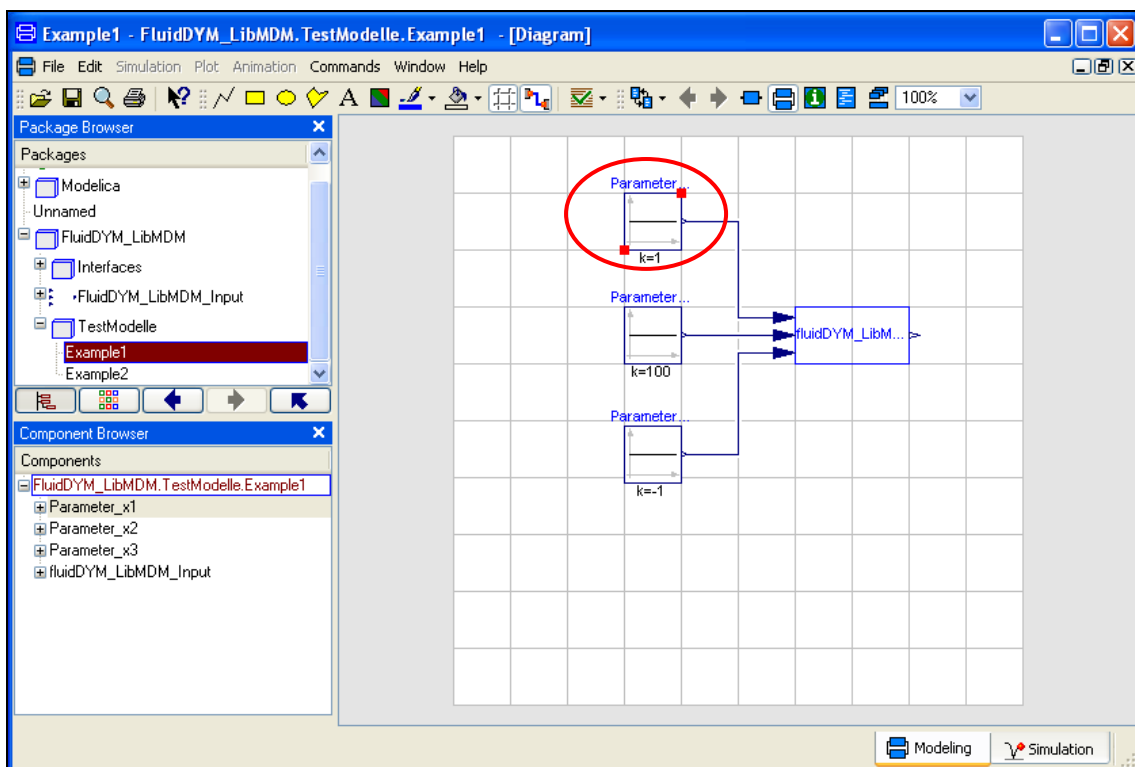 Example1 - FluidDYM_LibMDM.TestModelle.Example1 - [Diagram]
File Edit Simulation Plot Animation Commands Window Help
A 100%
Package Browser
Packages
Modelica
Unnamed
FluidDYM_LibMDM
Interfaces
FluidDYM_LibMDM_Input
TestModelle
Example1
Example2
Component Browser
Components
FluidDYM_LibMDM.TestModelle.Example1
Parameter_x1
Parameter_x2
Parameter_x3
fluidDYM_LibMDM_Input
Parameter...
k=1
Parameter...
k=100
fluidDYM_LibM...
Parameter...
k=-1
Modeling
Simulation